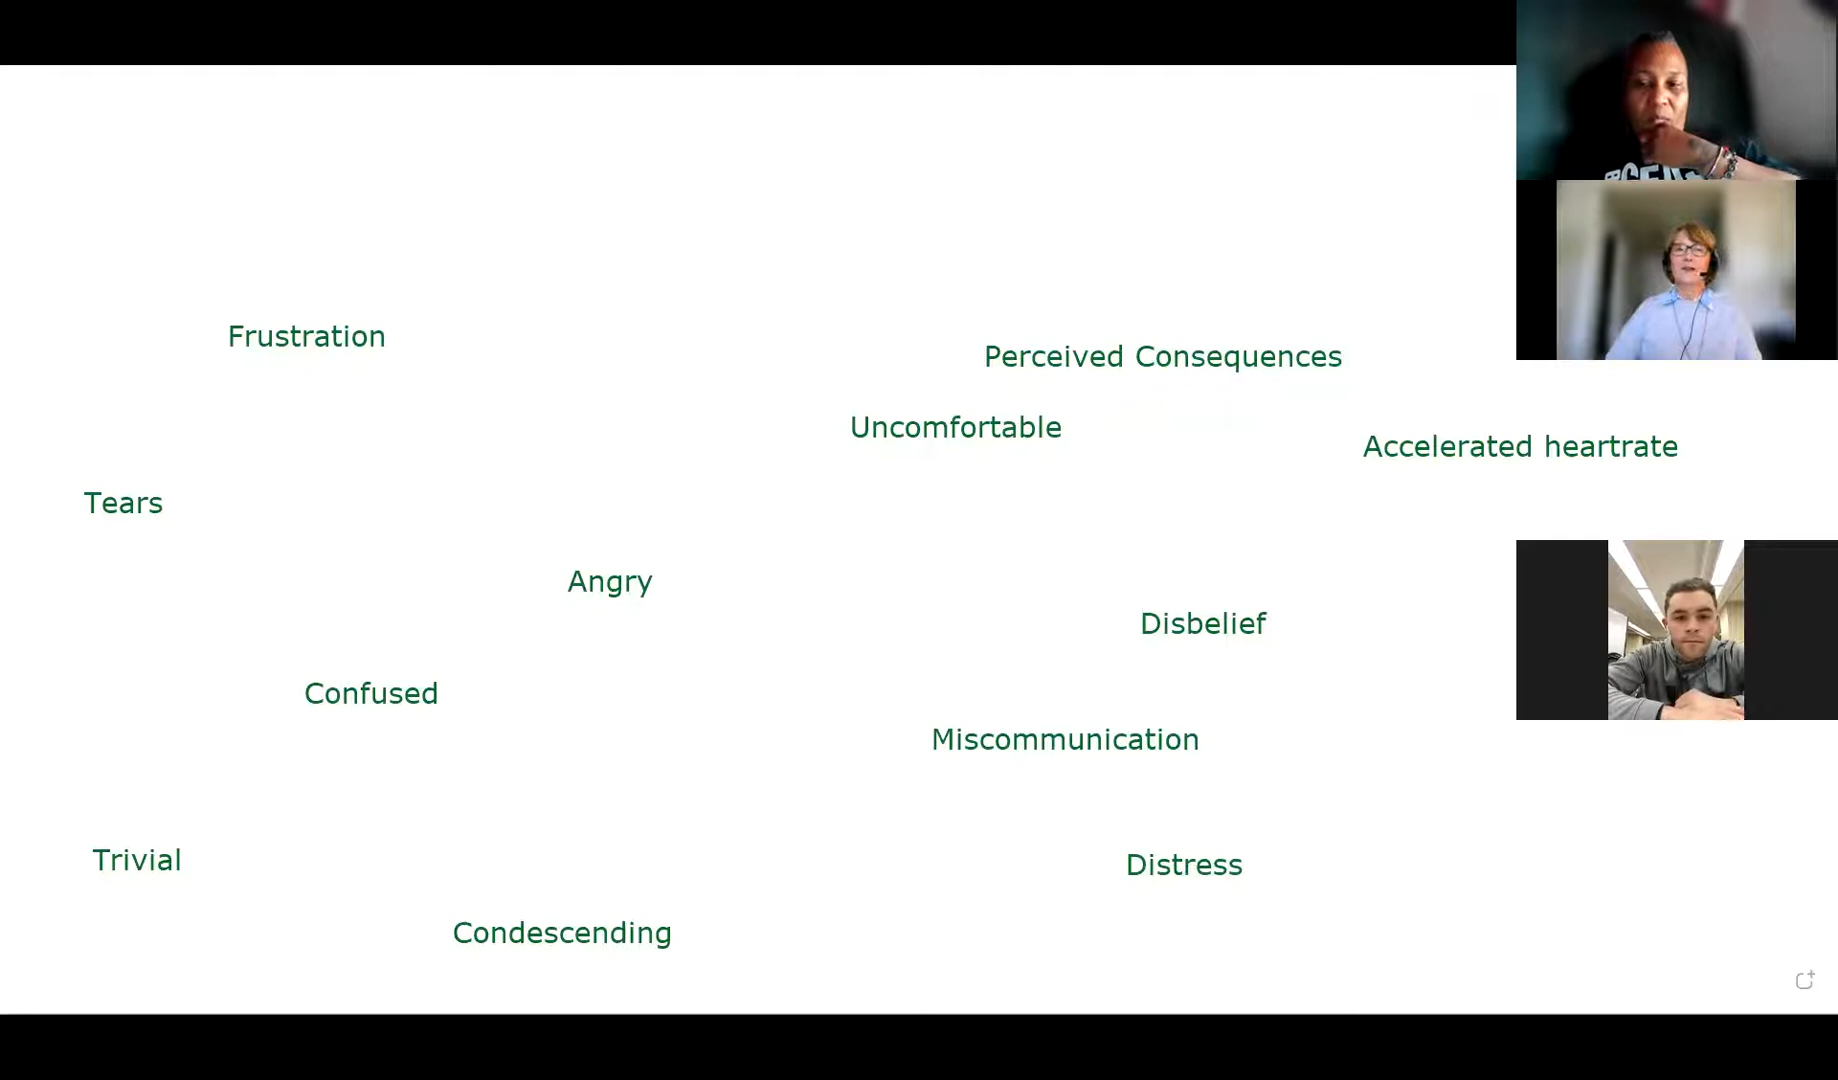 Frustration
Perceived Consequences
Uncomfortable
Accelerated heartrate
Tears
Angry
Disbelief
Confused
Miscommunication
Trivial
Distress
Condescending